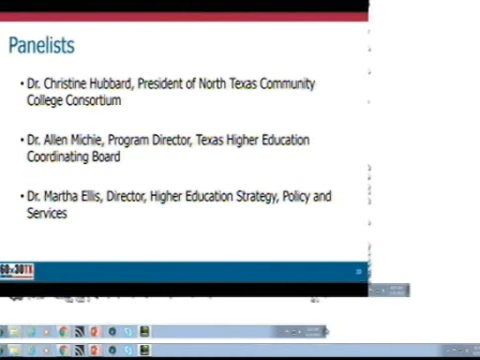 Panelists
• Dr. Christine Hubbard, President of North Texas Community
College Consortium
• Dr. Allen Michie, Program Director, Texas Higher Education
Coordinating Board
• Dr. Martha Ellis, Director, Higher Education Strategy, Policy and
Services
60x30TX